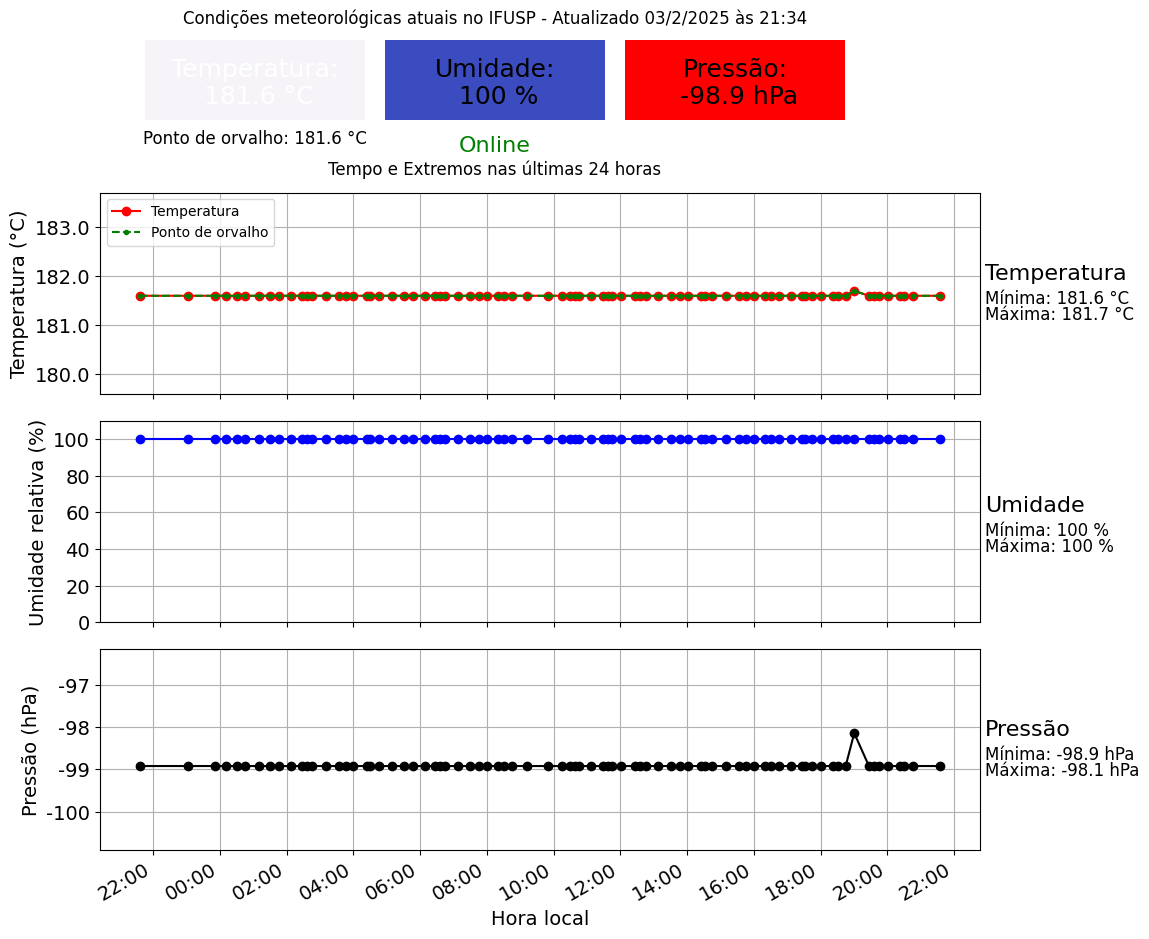 Condições meteorológicas atuais no IFUSP - Atualizado 03/2/2025 às 21:34
Temperatura:
181.6 °C
Umidade:
100 %
Pressão:
-98.9 hPa
Ponto de orvalho: 181.6 °C
Online
Tempo e Extremos nas últimas 24 horas
Temperatura (°C)
183.0
182.0
181.0
180.0
Temperatura
Ponto de orvalho
Temperatura
Mínima: 181.6 °C
Máxima: 181.7 °C
Umidade relativa (%)
100
80
60
40
20
0
Umidade
Mínima: 100 %
Máxima: 100 %
Pressão (hPa)
-97
-98
-99
-100
Pressão
Mínima: -98.9 hPa
Máxima: -98.1 hPa
22:00 00:00 02:00 04:00 06:00 08:00 10:00 12:00 14:00 16:00 18:00 20:00 22:00
Hora local